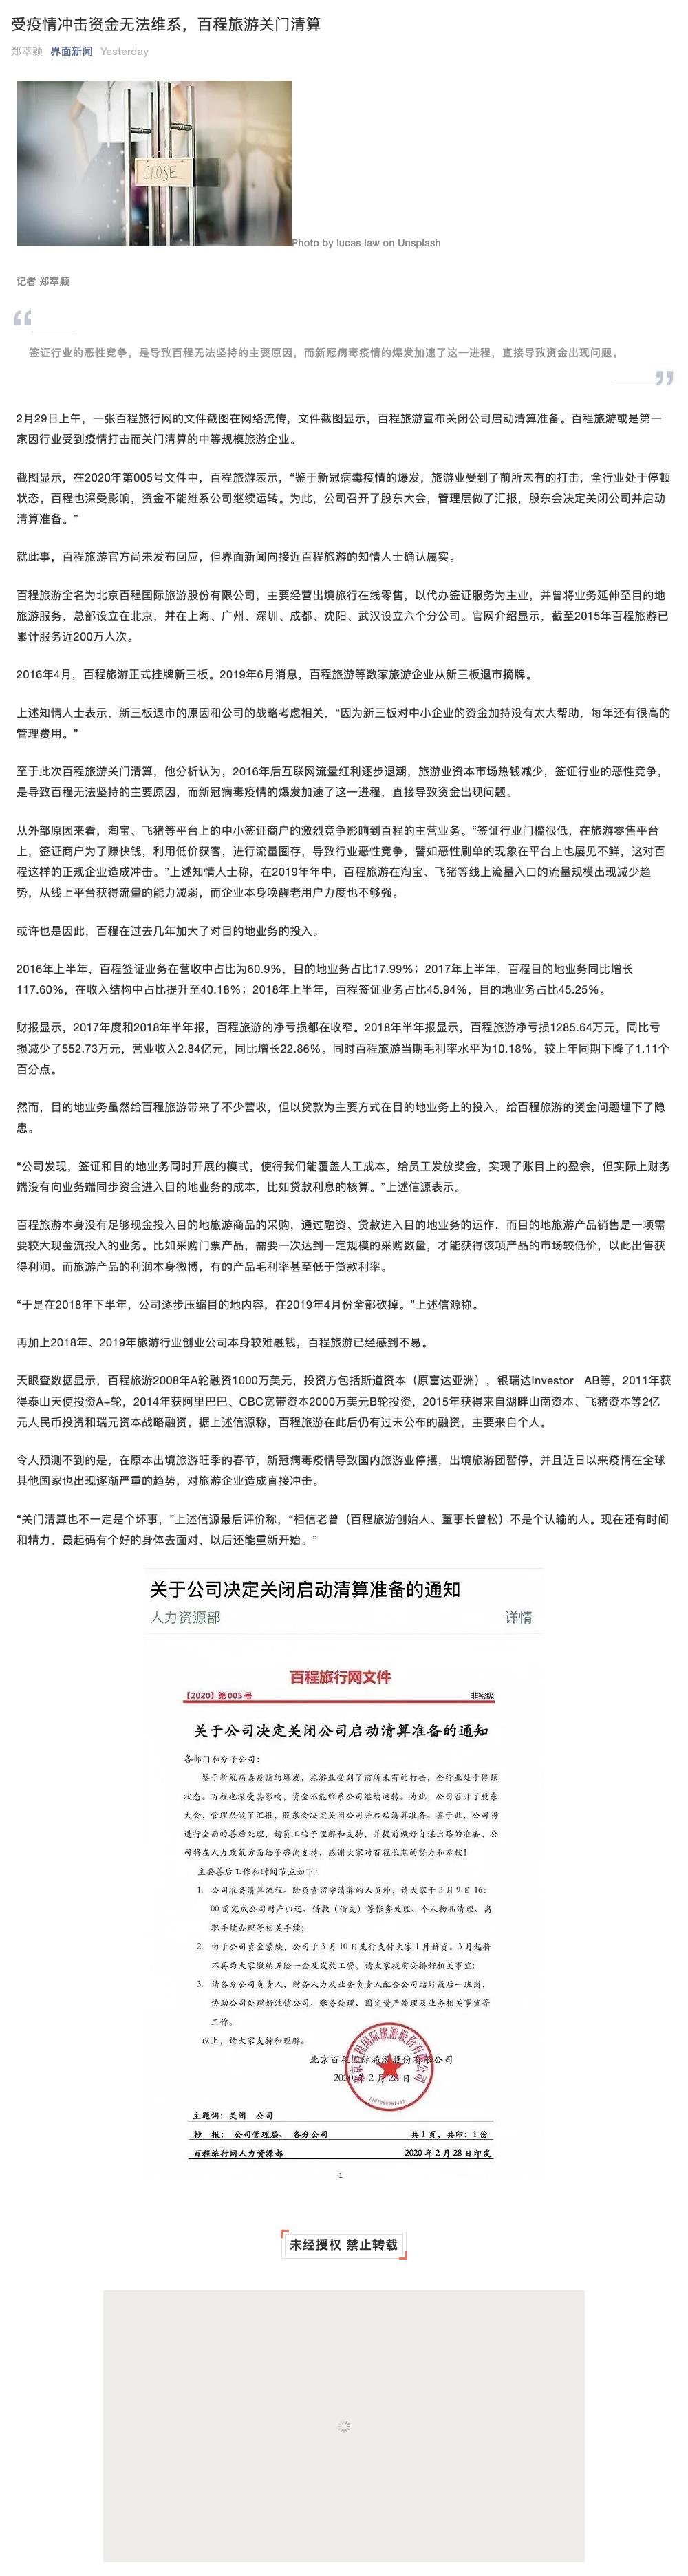 受疫情冲击资金无法维系，百程旅游关门清算
郑萃颖 界面新闻 Yesterday
CLOSE
Photo by lucas law on Unsplash
记者 郑萃颖
“
签证行业的恶性竞争，是导致百程无法坚持的主要原因，而新冠病毒疫情的爆发加速了这一进程，直接导致资金出现问题。
”
2月29日上午，一张百程旅行网的文件截图在网络流传，文件截图显示，百程旅游宣布关闭公司启动清算准备。百程旅游或是第一
家因行业受到疫情打击而关门清算的中等规模旅游企业。
截图显示，在2020年第005号文件中，百程旅游表示，“鉴于新冠病毒疫情的爆发，旅游业受到了前所未有的打击，全行业处于停顿
状态。百程也深受影响，资金不能维系公司继续运转。为此，公司召开了股东大会，管理层做了汇报，股东会决定关闭公司并启动
清算准备。”
就此事，百程旅游官方尚未发布回应，但界面新闻向接近百程旅游的知情人士确认属实。
百程旅游全名为北京百程国际旅游股份有限公司，主要经营出境旅行在线零售，以代办签证服务为主业，并曾将业务延伸至目的地
旅游服务，总部设立在北京，并在上海、广州、深圳、成都、沈阳、武汉设立六个分公司。官网介绍显示，截至2015年百程旅游已
累计服务近200万人次。
2016年4月，百程旅游正式挂牌新三板。2019年6月消息，百程旅游等数家旅游企业从新三板退市摘牌。
上述知情人士表示，新三板退市的原因和公司的战略考虑相关，“因为新三板对中小企业的资金加持没有太大帮助，每年还有很高的
管理费用。”
至于此次百程旅游关门清算，他分析认为，2016年后互联网流量红利逐步退潮，旅游业资本市场热钱减少，签证行业的恶性竞争，
是导致百程无法坚持的主要原因，而新冠病毒疫情的爆发加速了这一进程，直接导致资金出现问题。
从外部原因来看，淘宝、飞猪等平台上的中小签证商户的激烈竞争影响到百程的主营业务。“签证行业门槛很低，在旅游零售平台
上，签证商户为了赚快钱，利用低价获客，进行流量圈存，导致行业恶性竞争，譬如恶性刷单的现象在平台上也屡见不鲜，这对百
程这样的正规企业造成冲击。”上述知情人士称，在2019年年中，百程旅游在淘宝、飞猪等线上流量入口的流量规模出现减少趋
势，从线上平台获得流量的能力减弱，而企业本身唤醒老用户力度也不够强。
或许也是因此，百程在过去几年加大了对目的地业务的投入。
2016年上半年，百程签证业务在营收中占比为60.9%，目的地业务占比17.99%；2017年上半年，百程目的地业务同比增长
117.60%，在收入结构中占比提升至40.18%；2018年上半年，百程签证业务占比45.94%，目的地业务占比45.25%。
财报显示，2017年度和2018年半年报，百程旅游的净亏损都在收窄。2018年半年报显示，百程旅游净亏损1285.64万元，同比亏
损减少了552.73万元，营业收入2.84亿元，同比增长22.86%。同时百程旅游当期毛利率水平为10.18%，较上年同期下降了1.11个
百分点。
然而，目的地业务虽然给百程旅游带来了不少营收，但以贷款为主要方式在目的地业务上的投入，给百程旅游的资金问题埋下了隐
患。
“公司发现，签证和目的地业务同时开展的模式，使得我们能覆盖人工成本，给员工发放奖金，实现了账目上的盈余，但实际上财务
端没有向业务端同步资金进入目的地业务的成本，比如贷款利息的核算。”上述信源表示。
百程旅游本身没有足够现金投入目的地旅游商品的采购，通过融资、贷款进入目的地业务的运作，而目的地旅游产品销售是一项需
要较大现金流投入的业务。比如采购门票产品，需要一次达到一定规模的采购数量，才能获得该项产品的市场较低价，以此出售获
得利润。而旅游产品的利润本身微博，有的产品毛利率甚至低于贷款利率。
“于是在2018年下半年，公司逐步压缩目的地内容，在2019年4月份全部砍掉。”上述信源称。
再加上2018年、2019年旅游行业创业公司本身较难融钱，百程旅游已经感到不易。
天眼查数据显示，百程旅游2008年A轮融资1000万美元，投资方包括斯道资本（原富达亚洲），银瑞达Investor AB等，2011年获
得泰山天使投资A+轮，2014年获阿里巴巴、CBC宽带资本2000万美元B轮投资，2015年获得来自湖畔山南资本、飞猪资本等2亿
元人民币投资和瑞元资本战略融资。据上述信源称，百程旅游在此后仍有过未公布的融资，主要来自个人。
令人预测不到的是，在原本出境旅游旺季的春节，新冠病毒疫情导致国内旅游业停摆，出境旅游团暂停，并且近日以来疫情在全球
其他国家也出现逐渐严重的趋势，对旅游企业造成直接冲击。
“关门清算也不一定是个坏事，”上述信源最后评价称，“相信老曾（百程旅游创始人、董事长曾松）不是个认输的人。现在还有时间
和精力，最起码有个好的身体去面对，以后还能重新开始。”
关于公司决定关闭启动清算准备的通知
人力资源部 详情
百程旅行网文件
【2020】第 005 号 非密级
关于公司决定关闭公司启动清算准备的通知
各部门和分子公司：
鉴于新冠病毒疫情的爆发，旅游业受到了前所未有的打击，全行业处于停顿
状态。百程也深受其影响，资金不能维系公司继续运转。为此，公司召开了股东
大会，管理层做了汇报，股东会决定关闭公司并启动清算准备。鉴于此，公司将
进行全面的善后处理，请员工给予理解和支持，并提前做好自谋出路的准备，公
司将在人力政策方面给予咨询支持，感谢大家对百程长期的努力和奉献！
主要善后工作和时间节点如下：
1. 公司准备清算流程。除负责留守清算的人员外，请大家于 3 月 9 日 16：
00 前完成公司财产归还、借款（借支）等帐务处理、个人物品清理、离
职手续办理等相关手续；
2. 由于公司资金紧缺，公司于 3 月 10 日先行支付大家 1 月薪资。3 月起将
不再为大家缴纳五险一金及发放工资，请大家提前安排好相关事宜；
3. 请各分公司负责人，财务人力及业务负责人配合公司站好最后一班岗，
协助公司处理好注销公司、账务处理、固定资产处理及业务相关事宜等
工作。
以上，请大家支持和理解。
北京百程国际旅游股份有限公司
2020 年 2 月 28 日
主题词：关闭 公司
抄 报： 公司管理层、 各分公司 共 1 页，共印：1 份
百程旅行网人力资源部 2020 年 2 月 28 日印发
1
未经授权 禁止转载